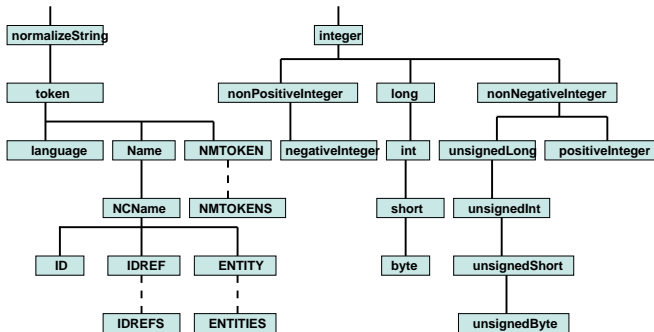 normalizeString
integer
token
nonPositiveInteger
long
nonNegativeInteger
language
Name
NMTOKEN
negativeInteger
int
unsignedLong
positiveInteger
NCName
NMTOKENS
short
unsignedInt
ID
IDREF
ENTITY
byte
unsignedShort
IDREFS
ENTITIES
unsignedByte